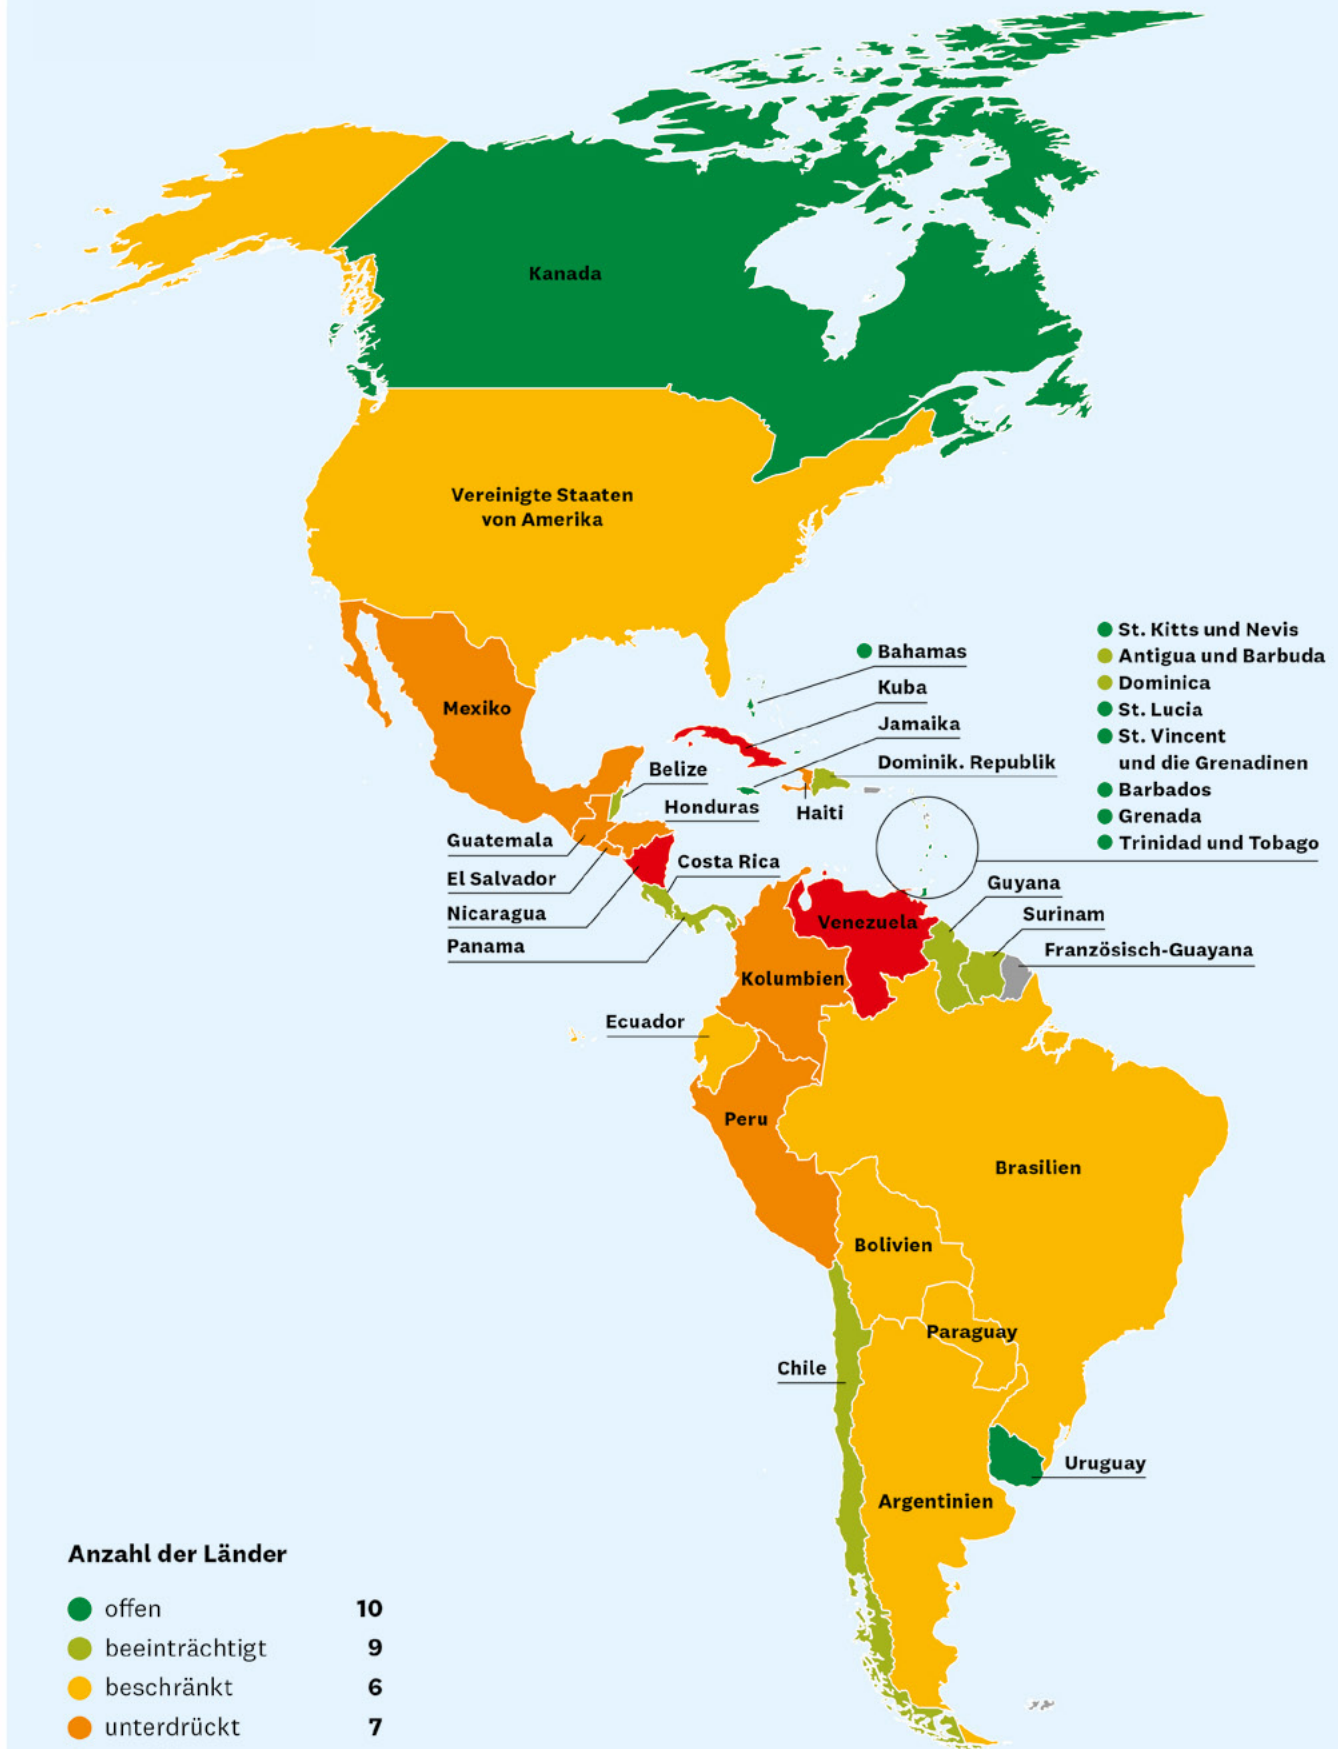 Kanada
Vereinigte Staaten
von Amerika
Mexiko
Bahamas
Kuba
Jamaika
Dominik. Republik
Belize
Honduras
Haiti
St. Kitts und Nevis
Antigua und Barbuda
Dominica
St. Lucia
St. Vincent
und die Grenadinen
Barbados
Grenada
Trinidad und Tobago
Guatemala
El Salvador
Nicaragua
Panama
Costa Rica
Venezuela
Guyana
Surinam
Französisch-Guayana
Kolumbien
Ecuador
Peru
Brasilien
Bolivien
Paraguay
Chile
Uruguay
Argentinien
Anzahl der Länder
offen 10
beeinträchtigt 9
beschränkt 6
unterdrückt 7